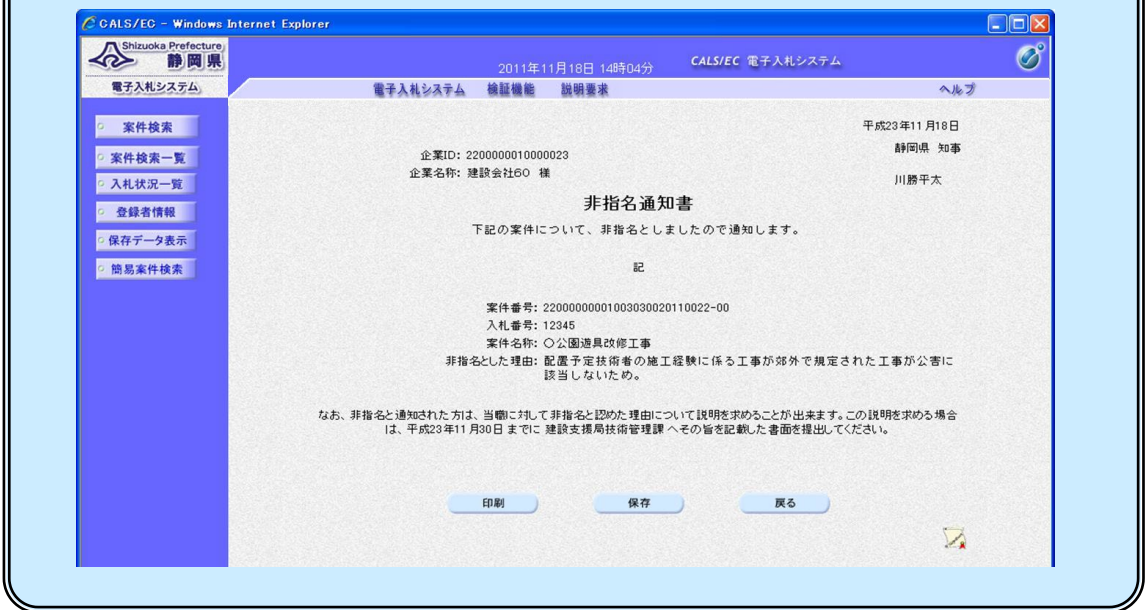 CALS/EC - Windows Internet Explorer
Shizuoka Prefecture
静岡県
2011年11月18日 14時04分
CALS/EC 電子入札システム
電子入札システム
電子入札システム 検証機能 説明要求 ヘルプ
案件検索
案件検索一覧
入札状況一覧
登録者情報
保存データ表示
簡易案件検索
平成23年11月18日
企業ID: 2200000010000023
静岡県 知事
企業名称: 建設会社60 様
川勝平太
非指名通知書
下記の案件について、非指名としましたので通知します。
記
案件番号: 22000000001003030020110022-00
入札番号: 12345
案件名称: 〇公園遊具改修工事
非指名とした理由: 配置予定技術者の施工経験に係る工事が郊外で規定された工事が公害に
該当しないため。
なお、非指名と通知された方は、当職に対して非指名と認めた理由について説明を求めることが出来ます。この説明を求める場合
は、平成23年11月30日までに 建設支援局技術管理課 へその旨を記載した書面を提出してください。
印刷 保存 戻る